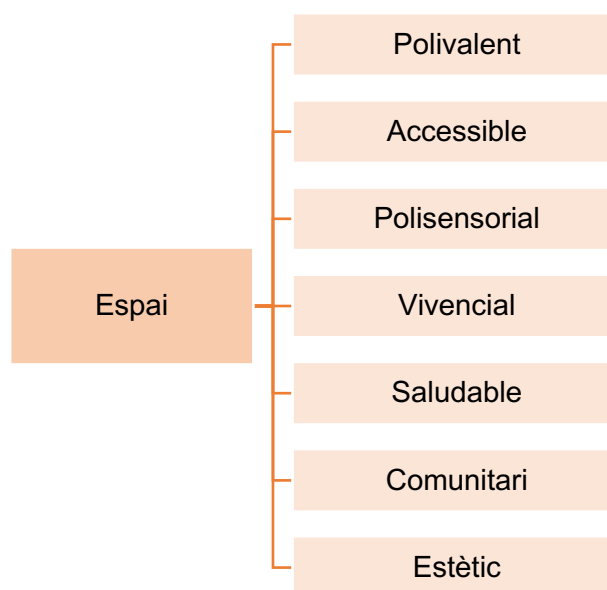 Espai
Polivalent
Accessible
Polisensorial
Vivencial
Saludable
Comunitari
Estètic